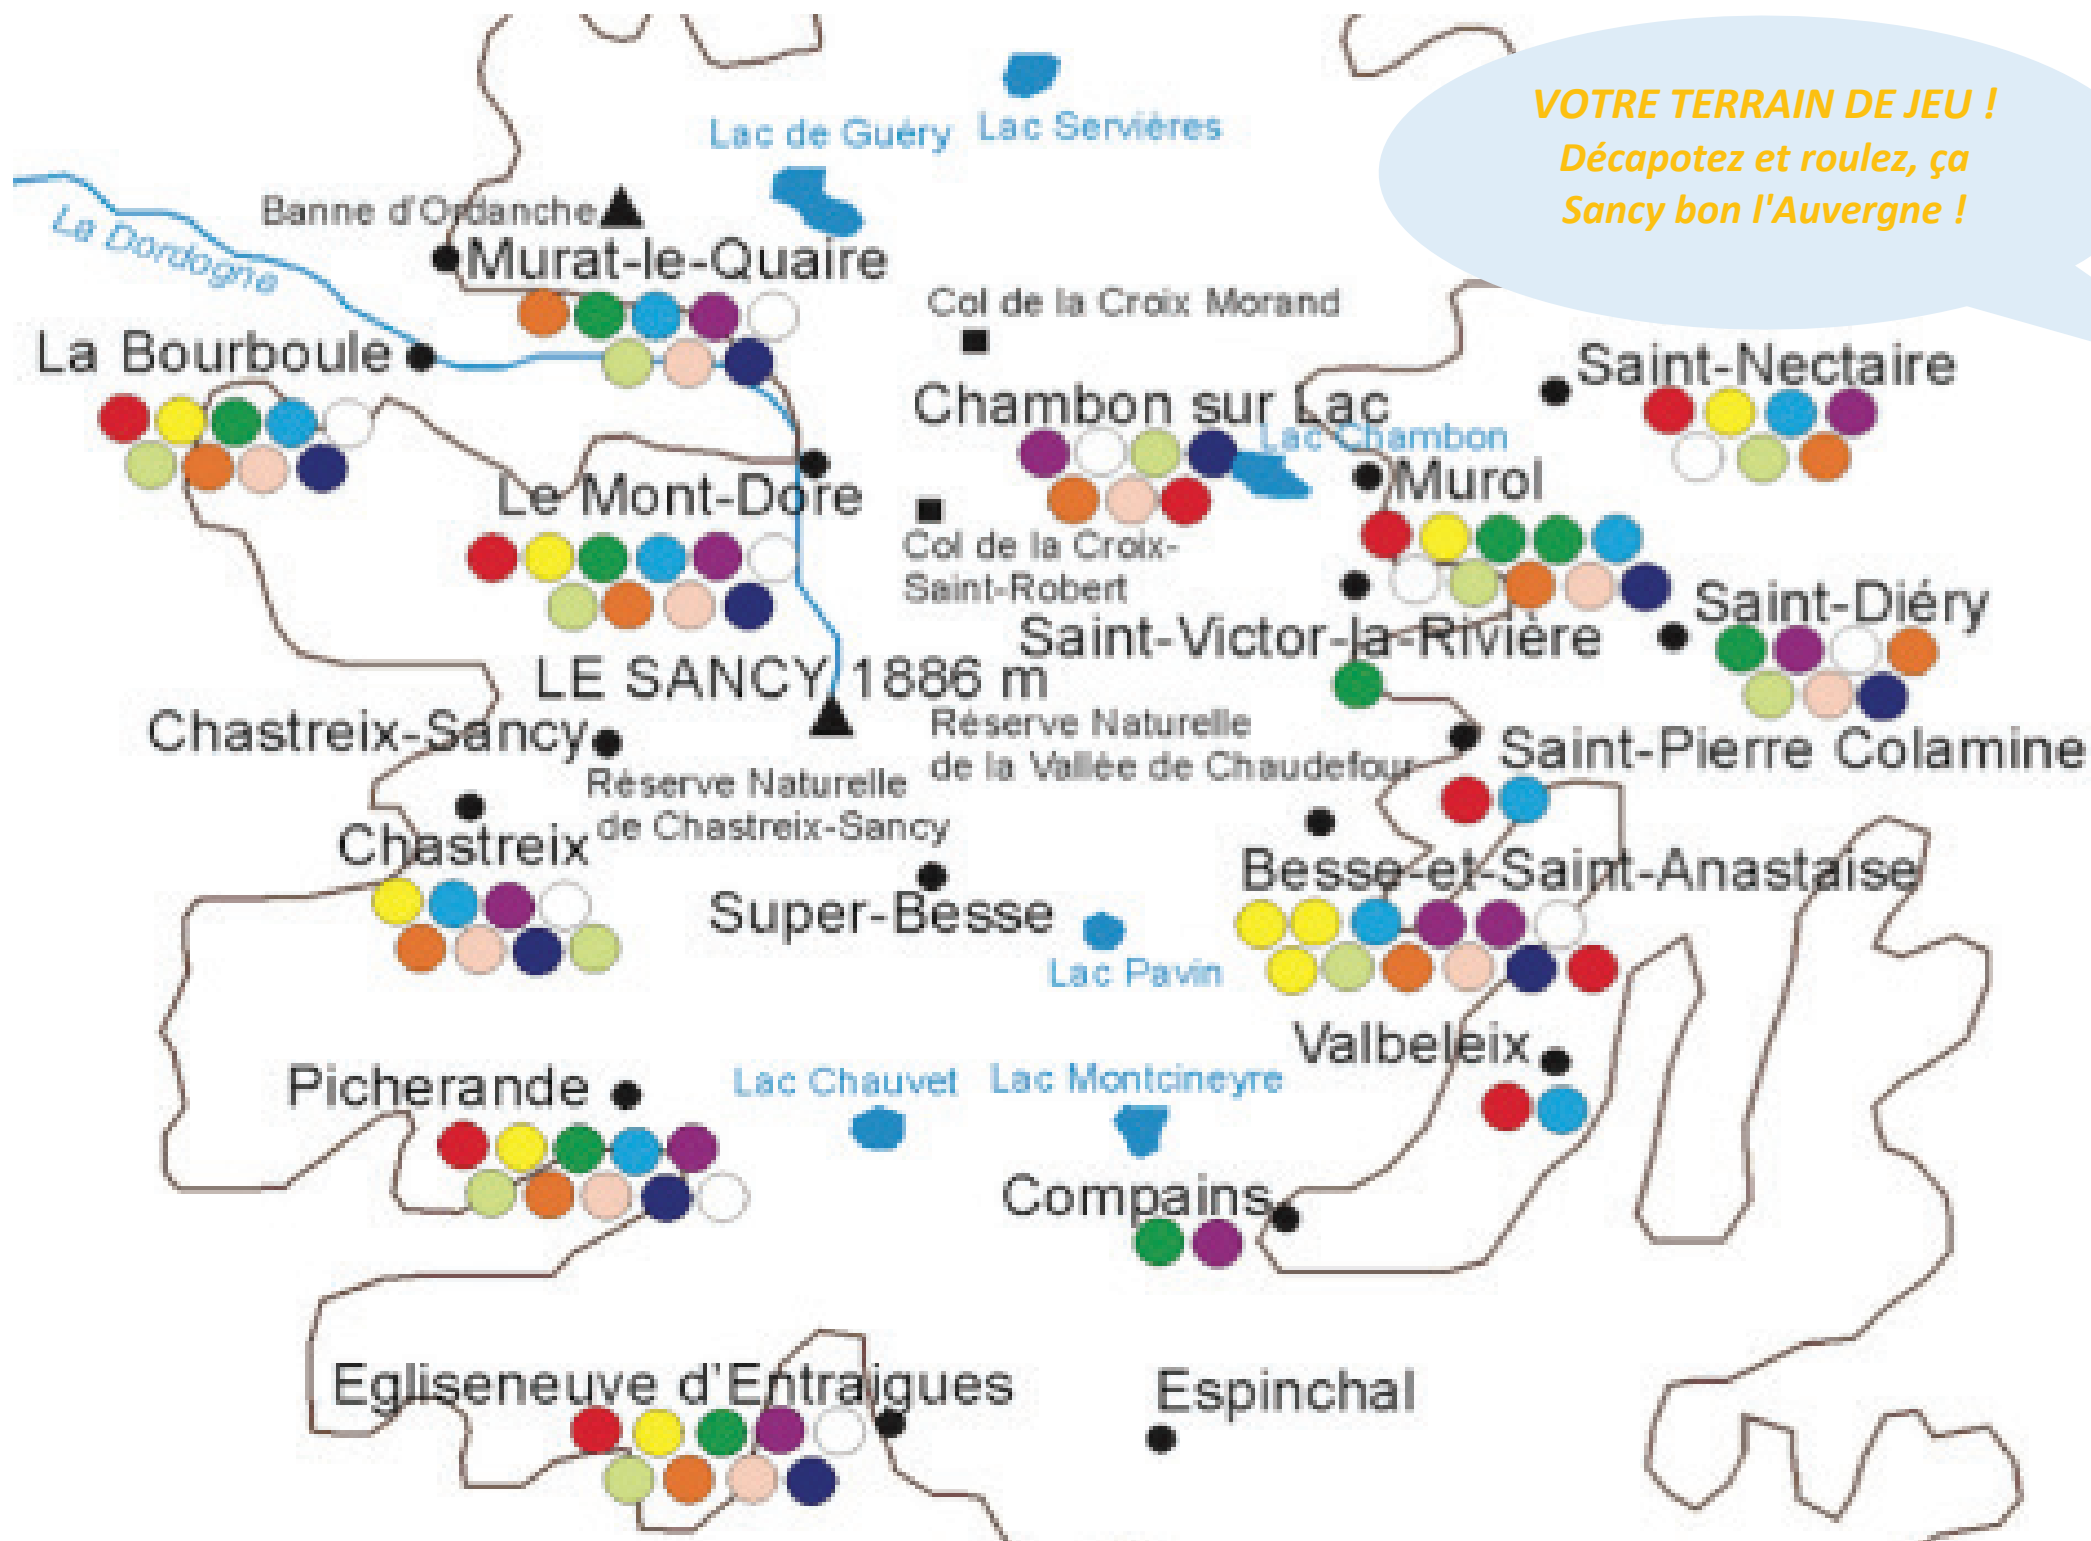 VOTRE TERRAIN DE JEU !
Décapotez et roulez, ça
Sancy bon l'Auvergne !
Lac de Guéry
Lac Servières
Banne d'Ordanche
La Dordogne
Murat-le-Quaire
Col de la Croix Morand
La Bourboule
Saint-Nectaire
Chambon sur Lac
Lac Chambon
Le Mont-Dore
Murol
Col de la Croix-
Saint-Robert
Saint-Diéry
Saint-Victor-la-Rivière
LE SANCY 1886 m
Chastreix-Sancy
Réserve Naturelle
de la Vallée de Chaudefour
Saint-Pierre Colamine
Réserve Naturelle
de Chastreix-Sancy
Chastreix
Besse-et-Saint-Anastaise
Super-Besse
Lac Pavin
Valbeleix
Picherande
Lac Chauvet
Lac Montcineyre
Compains
Egliseneuve d'Entraigues
Espinchal